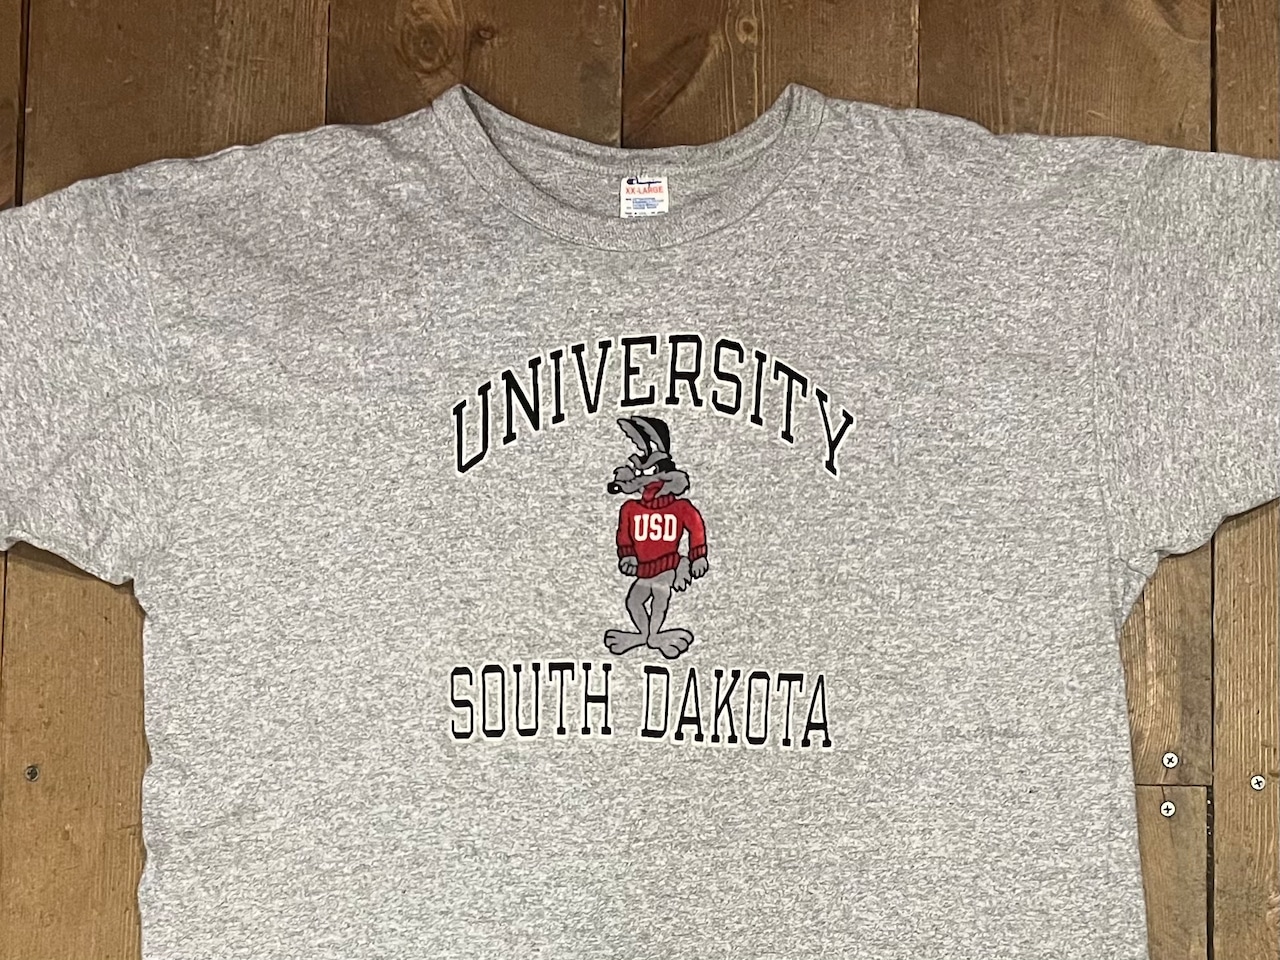 XX-LARGE
UNIVERSITY
USD
SOUTH DAKOTA